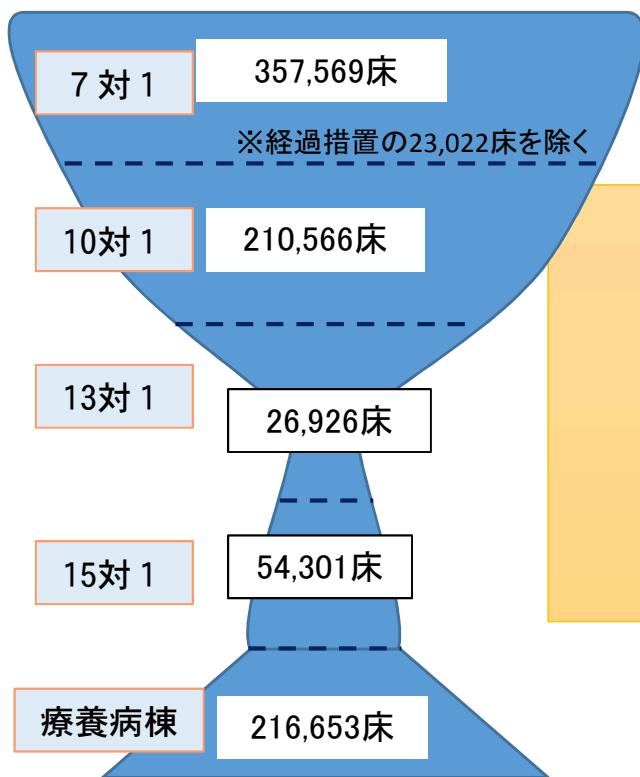 7対1
357,569床
※経過措置の23,022床を除く
10対1
210,566床
13対1
26,926床
15対1
54,301床
療養病棟
216,653床